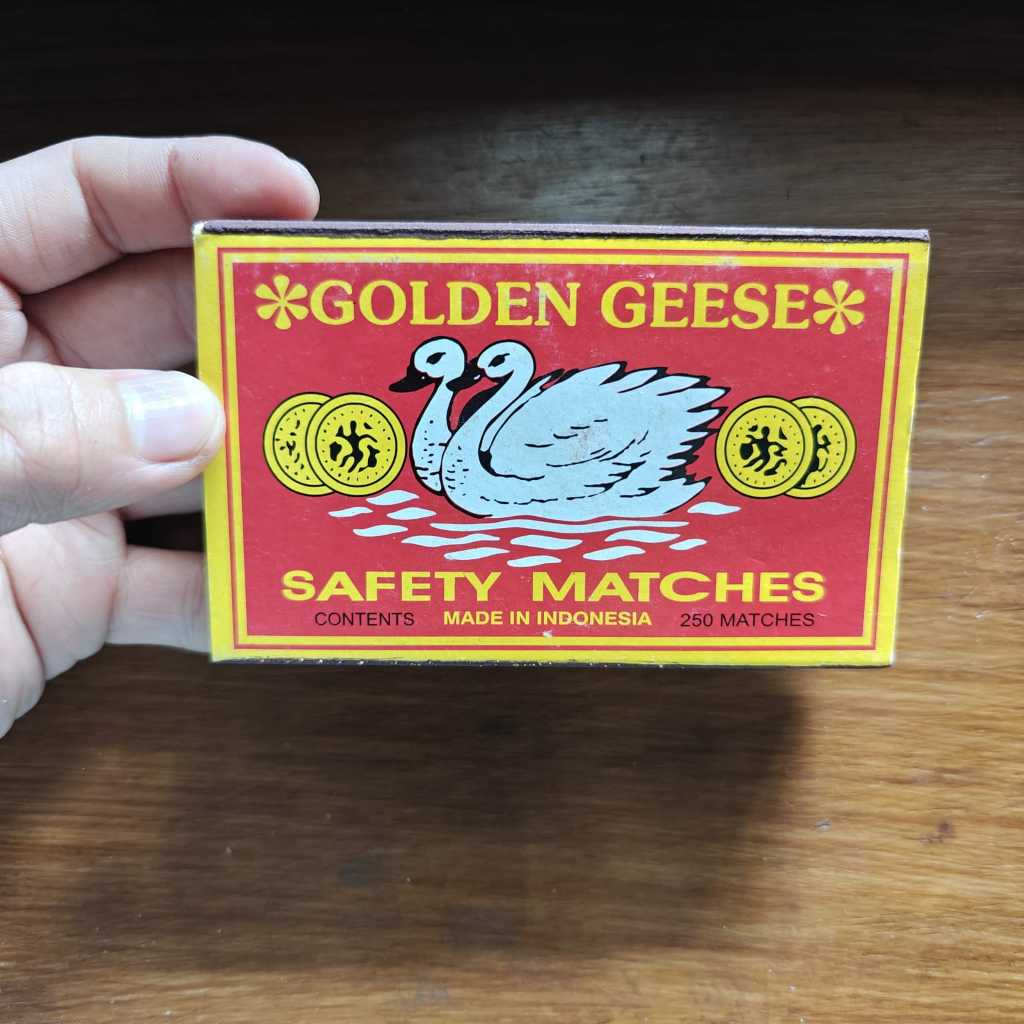 GOLDEN GEESE
SAFETY MATCHES
CONTENTS MADE IN INDONESIA 250 MATCHES